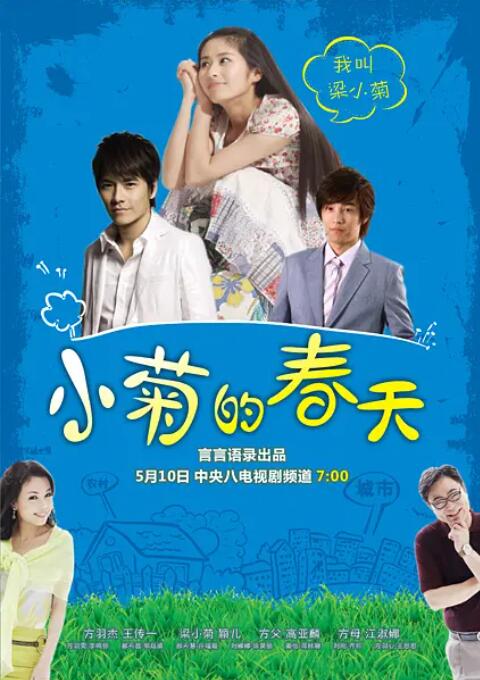 我叫
梁小菊
小菊的春天
言言语录出品
5月10日 中央八电视剧频道 7:00
农村
城市
方羽杰 王传一 梁小菊 颖儿 方父 高亚麟 方母 江淑娜